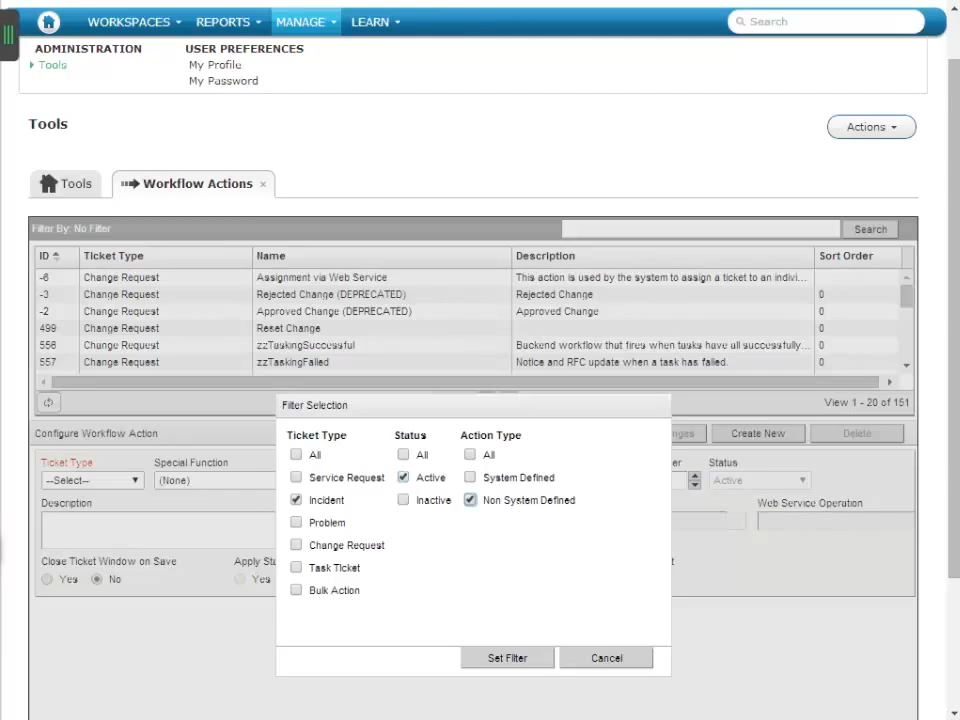 WORKSPACES REPORTS MANAGE LEARN Search
ADMINISTRATION USER PREFERENCES
Tools My Profile
My Password
Tools
Actions
Tools Workflow Actions ×
Filter By: No Filter Search
ID Ticket Type Name Description Sort Order
-6 Change Request Assignment via Web Service This action is used by the system to assign a ticket to an indivi...
-3 Change Request Rejected Change (DEPRECATED) Rejected Change 0
-2 Change Request Approved Change (DEPRECATED) Approved Change 0
499 Change Request Reset Change 0
556 Change Request zzTaskingSuccessful Backend workflow that fires when tasks have all successfully... 0
557 Change Request zzTaskingFailed Notice and RFC update when a task has failed. 0
View 1 - 20 of 151
Filter Selection
Configure Workflow Action Create New Delete
Ticket Type Status Action Type
All All All
Service Request Active System Defined
Incident Inactive Non System Defined
Problem
Change Request
Task Ticket
Bulk Action
Set Filter Cancel
Ticket Type Special Function Status
--Select-- (None) Active
Description Web Service Operation
Close Ticket Window on Save
Yes No Yes